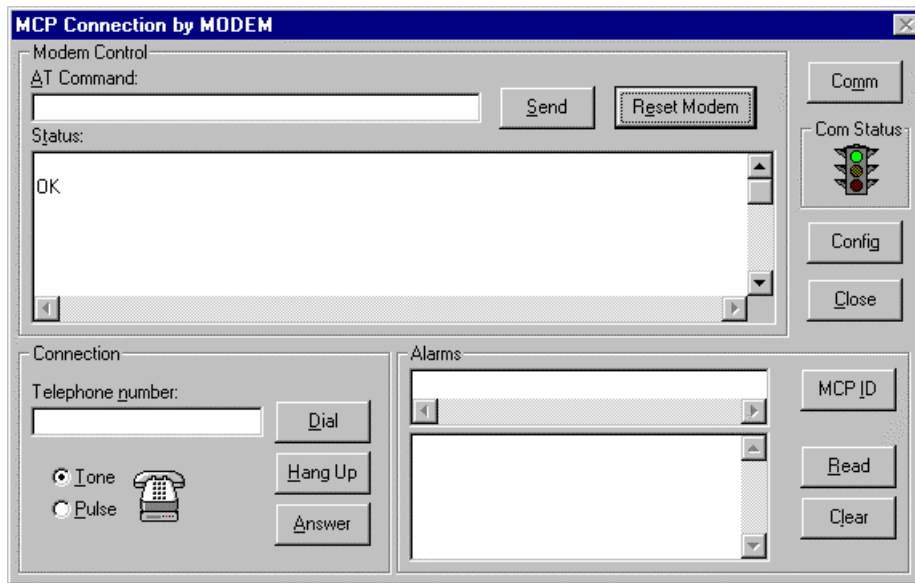 MCP Connection by MODEM
Modem Control
AT Command:
Send
Reset Modem
Comm
Status:
Com Status
OK
Config
Close
Connection
Alarms
Telephone number:
MCP ID
Dial
Tone
Hang Up
Read
Pulse
Answer
Clear